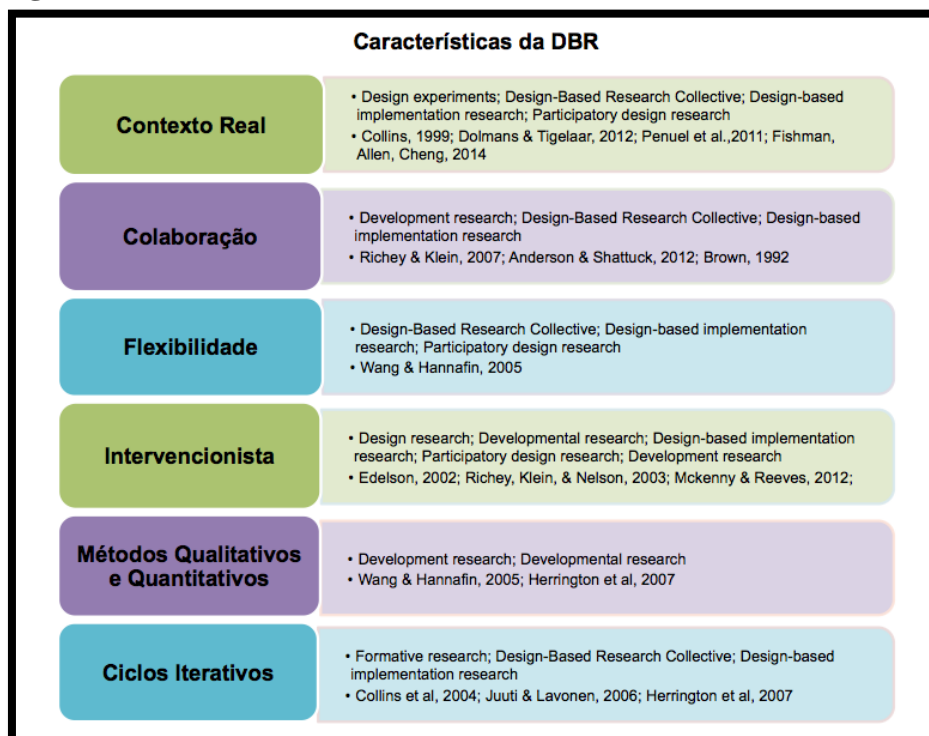 Características da DBR
Contexto Real
• Design experiments; Design-Based Research Collective; Design-based
implementation research; Participatory design research
• Collins, 1999; Dolmans & Tigelaar, 2012; Penuel et al.,2011; Fishman,
Allen, Cheng, 2014
Colaboração
• Development research; Design-Based Research Collective; Design-based
implementation research
• Richey & Klein, 2007; Anderson & Shattuck, 2012; Brown, 1992
Flexibilidade
• Design-Based Research Collective; Design-based implementation
research; Participatory design research
• Wang & Hannafin, 2005
Intervencionista
• Design research; Developmental research; Design-based implementation
research; Participatory design research; Development research
• Edelson, 2002; Richey, Klein, & Nelson, 2003; Mckenny & Reeves, 2012;
Métodos Qualitativos
e Quantitativos
• Development research; Developmental research
• Wang & Hannafin, 2005; Herrington et al, 2007
Ciclos Iterativos
• Formative research; Design-Based Research Collective; Design-based
implementation research
• Collins et al, 2004; Juuti & Lavonen, 2006; Herrington et al, 2007